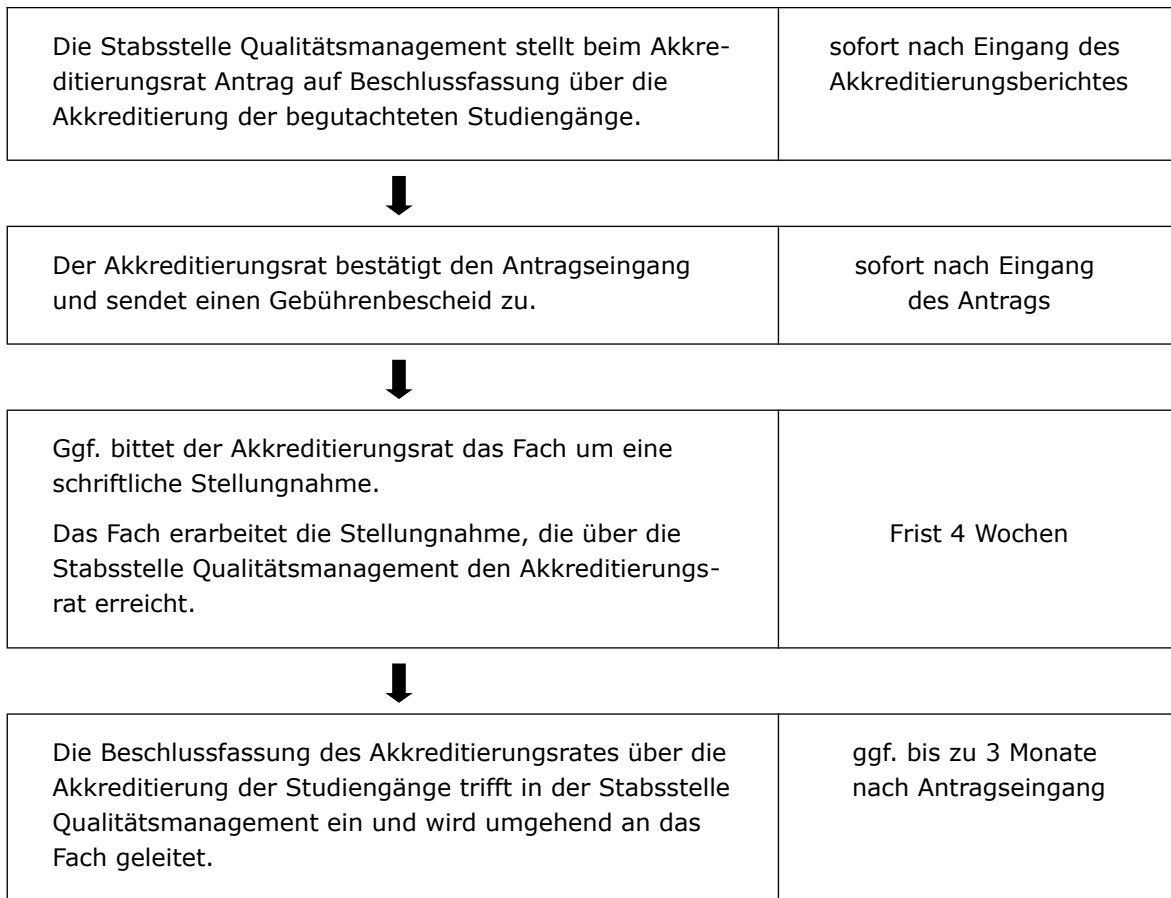 Die Stabsstelle Qualitätsmanagement stellt beim Akkre-
ditierungsrat Antrag auf Beschlussfassung über die
Akkreditierung der begutachteten Studiengänge.
sofort nach Eingang des
Akkreditierungsberichtes
Der Akkreditierungsrat bestätigt den Antragseingang
und sendet einen Gebührenbescheid zu.
sofort nach Eingang
des Antrags
Ggf. bittet der Akkreditierungsrat das Fach um eine
schriftliche Stellungnahme.
Das Fach erarbeitet die Stellungnahme, die über die
Stabsstelle Qualitätsmanagement den Akkreditierungs-
rat erreicht.
Frist 4 Wochen
Die Beschlussfassung des Akkreditierungsrates über die
Akkreditierung der Studiengänge trifft in der Stabsstelle
Qualitätsmanagement ein und wird umgehend an das
Fach geleitet.
ggf. bis zu 3 Monate
nach Antragseingang